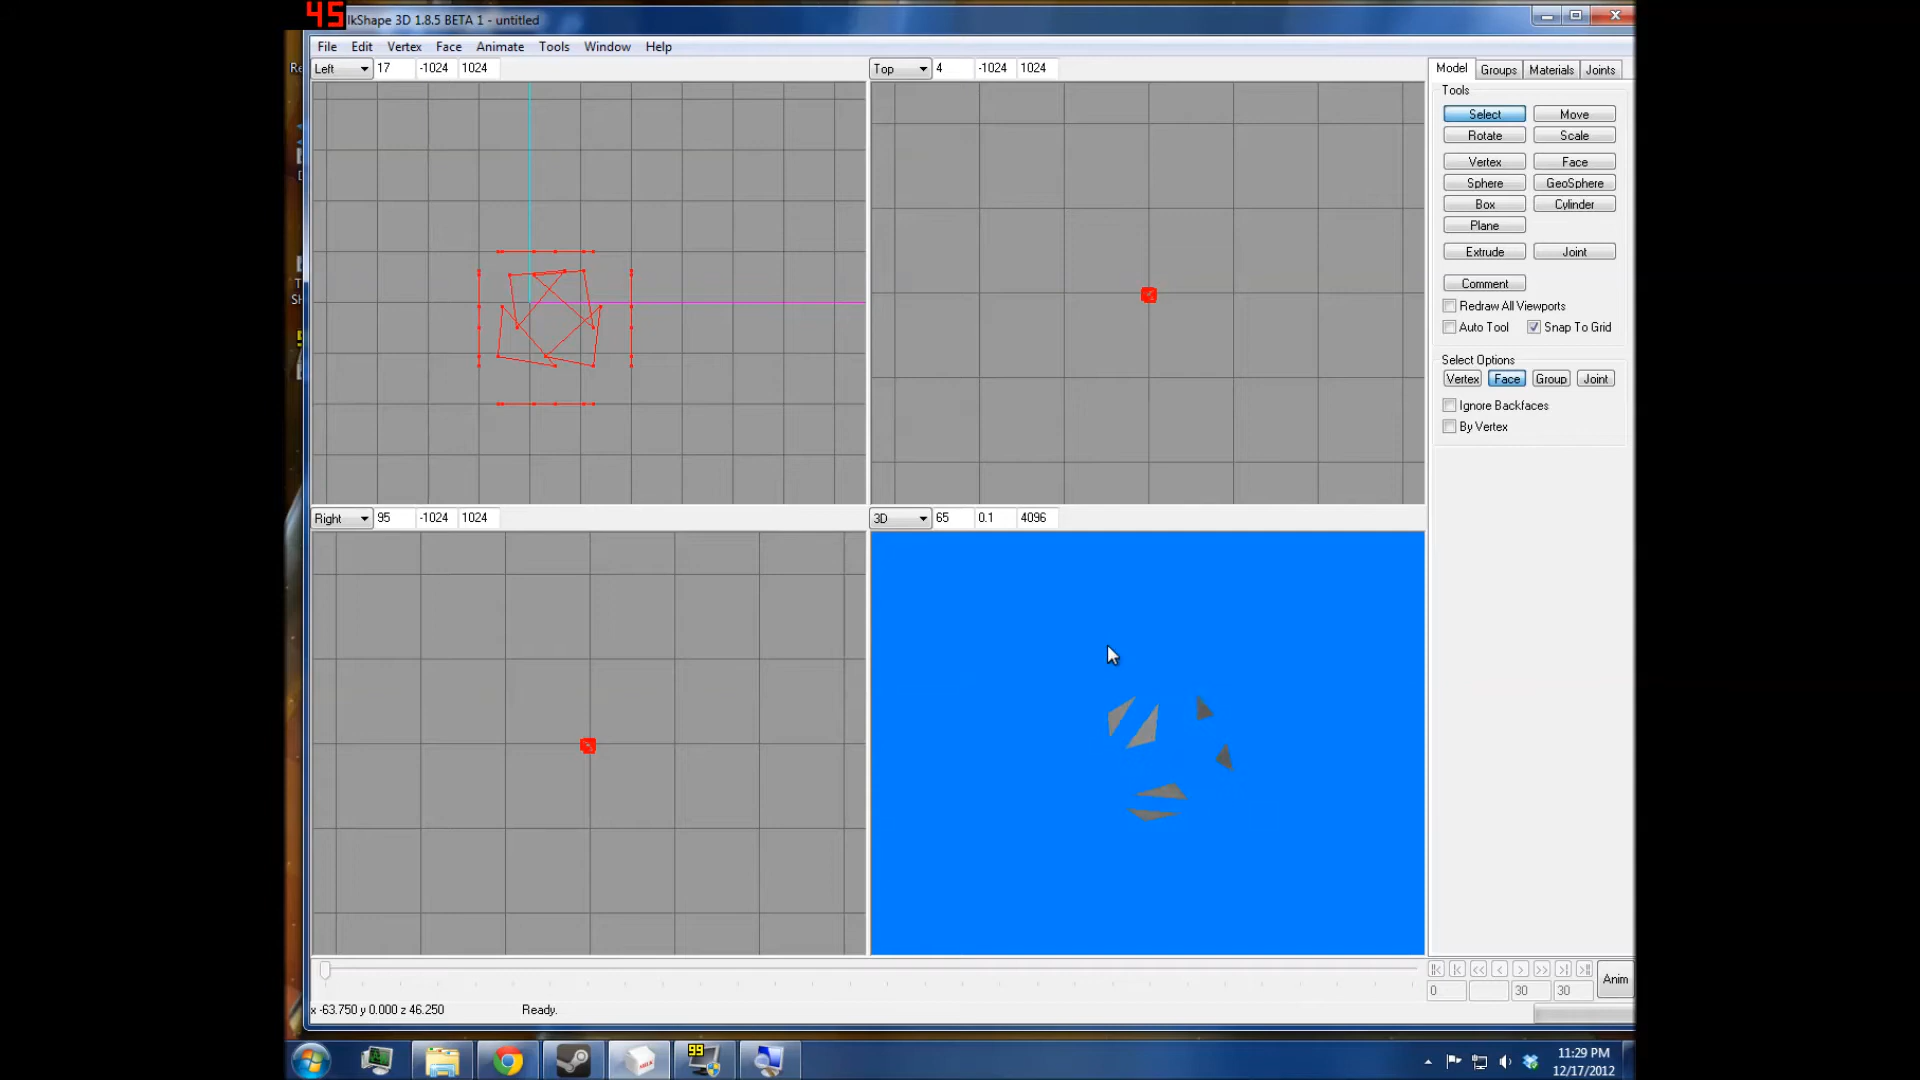 45
lkShape 3D 1.8.5 BETA 1 - untitled
File Edit Vertex Face Animate Tools Window Help
Left 17 -1024 1024
Top 4 -1024 1024
Model Groups Materials Joints
Tools
Select Move
Rotate Scale
Vertex Face
Sphere GeoSphere
Box Cylinder
Plane
Extrude Joint
Comment
Redraw All Viewports
Auto Tool Snap To Grid
Select Options
Vertex Face Group Joint
Ignore Backfaces
By Vertex
Right 95 -1024 1024
3D 65 0.1 4096
Anim
0 30 30
x -63.750 y 0.000 z 46.250 Ready.
99
MILK
11:29 PM
12/17/2012